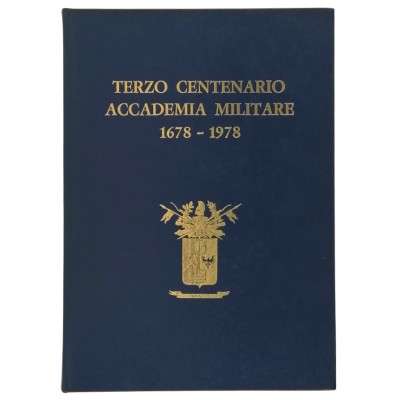 TERZO CENTENARIO
ACCADEMIA MILITARE
1678 - 1978